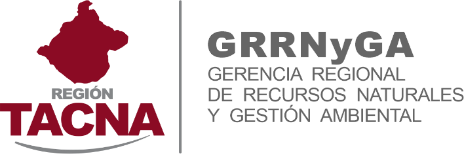 REGIÓN
TACNA
GRRNyGA
GERENCIA REGIONAL
DE RECURSOS NATURALES
Y GESTIÓN AMBIENTAL